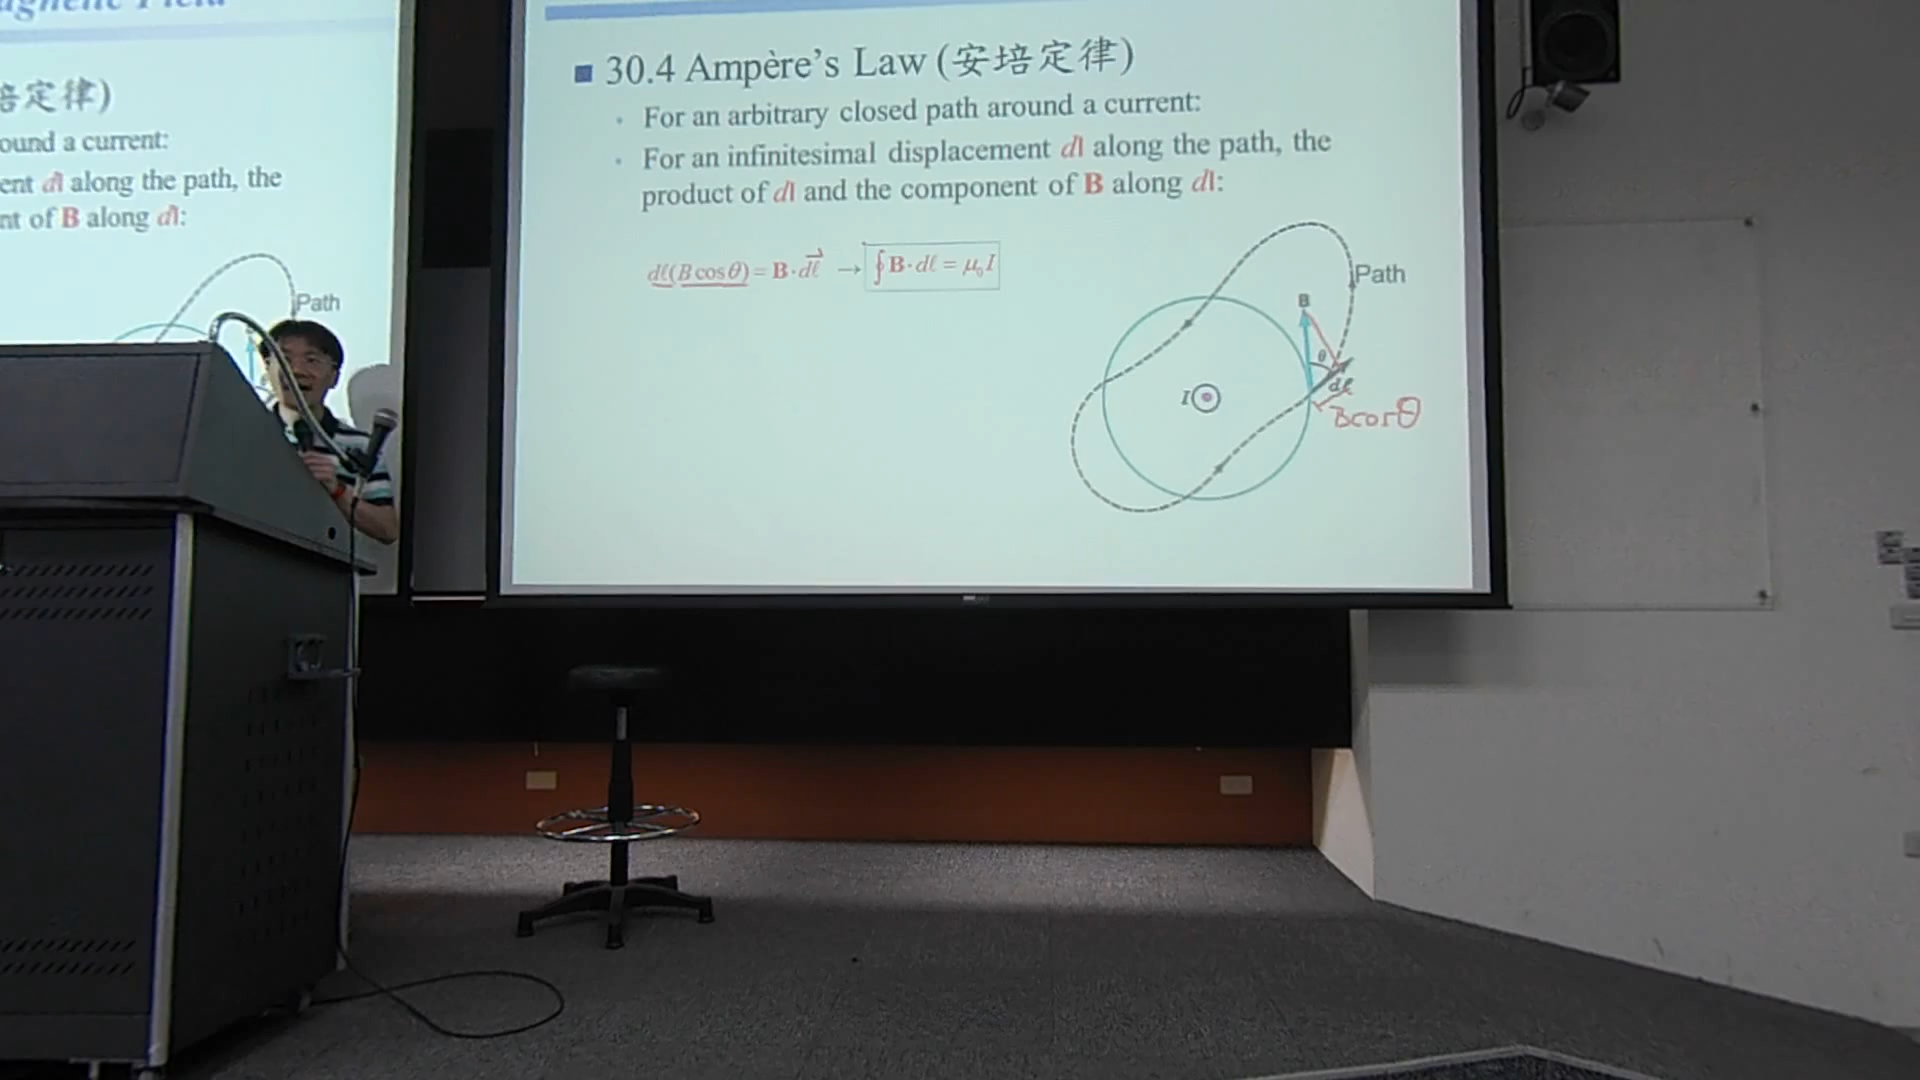 agnetic Field
培定律)
ound a current:
ent dl along the path, the
nt of B along dl:
Path
■ 30.4 Ampère's Law (安培定律)
• For an arbitrary closed path around a current:
• For an infinitesimal displacement dl along the path, the
product of dl and the component of B along dl:
dℓ(B cos θ) = B · dℓ⃗ → ∮B · dℓ = μ₀I
Path
B
θ
dℓ
I
Bcosθ